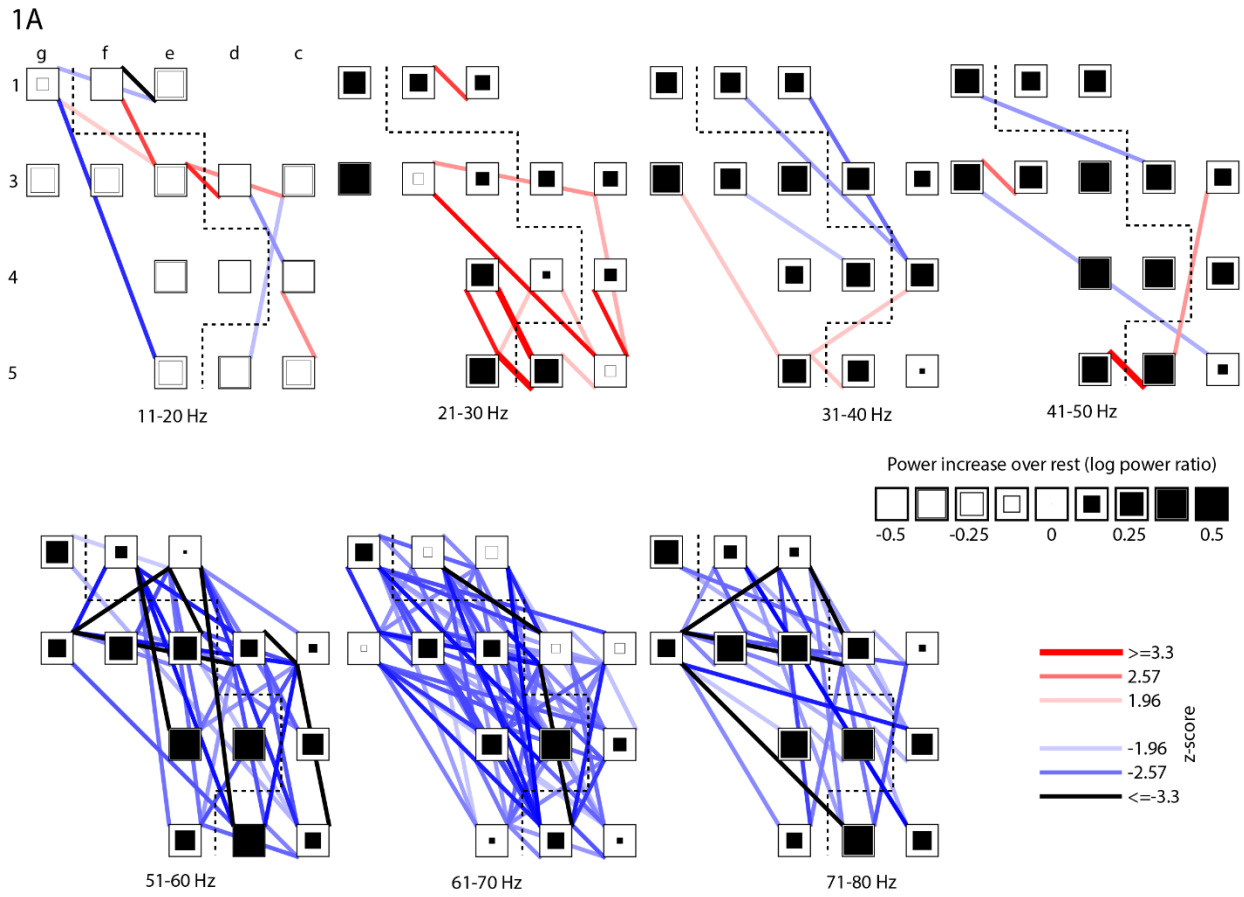 1A
g f e d c
1
3
4
5
11-20 Hz 21-30 Hz 31-40 Hz 41-50 Hz
Power increase over rest (log power ratio)
-0.5 -0.25 0 0.25 0.5
>=3.3
2.57
1.96
-1.96
-2.57
<=-3.3
z-score
51-60 Hz 61-70 Hz 71-80 Hz